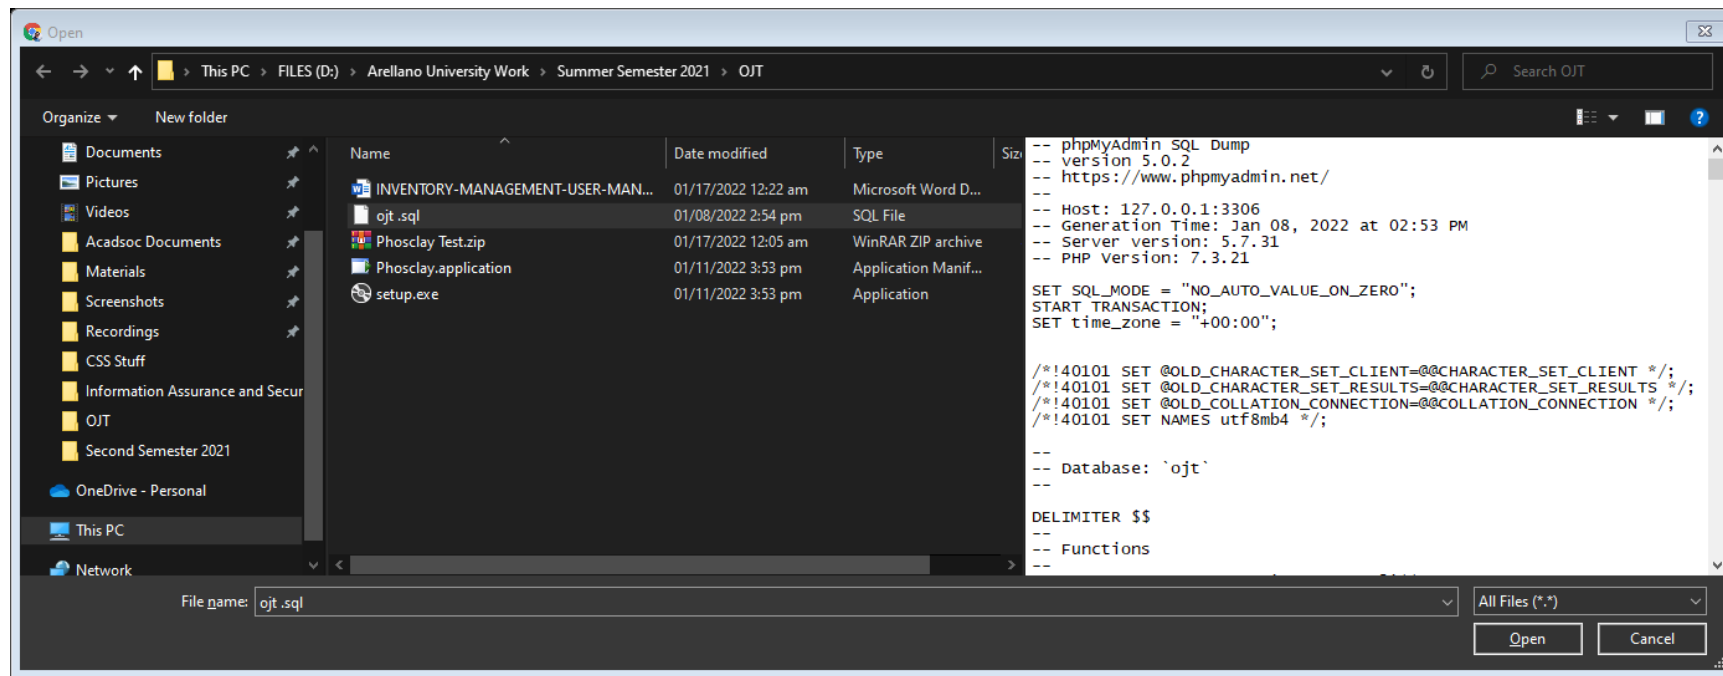 Open
This PC > FILES (D:) > Arellano University Work > Summer Semester 2021 > OJT
Search OJT
Organize
New folder
Documents
Pictures
Videos
Acadsoc Documents
Materials
Screenshots
Recordings
CSS Stuff
Information Assurance and Secur
OJT
Second Semester 2021
OneDrive - Personal
This PC
Network
Name Date modified Type Siz
INVENTORY-MANAGEMENT-USER-MAN... 01/17/2022 12:22 am Microsoft Word D...
ojt .sql 01/08/2022 2:54 pm SQL File
Phosclay Test.zip 01/17/2022 12:05 am WinRAR ZIP archive
Phosclay.application 01/11/2022 3:53 pm Application Manif...
setup.exe 01/11/2022 3:53 pm Application
-- phpMyAdmin SQL Dump
-- version 5.0.2
-- https://www.phpmyadmin.net/
--
-- Host: 127.0.0.1:3306
-- Generation Time: Jan 08, 2022 at 02:53 PM
-- Server version: 5.7.31
-- PHP Version: 7.3.21
SET SQL_MODE = "NO_AUTO_VALUE_ON_ZERO";
START TRANSACTION;
SET time_zone = "+00:00";
/*!40101 SET @OLD_CHARACTER_SET_CLIENT=@@CHARACTER_SET_CLIENT */;
/*!40101 SET @OLD_CHARACTER_SET_RESULTS=@@CHARACTER_SET_RESULTS */;
/*!40101 SET @OLD_COLLATION_CONNECTION=@@COLLATION_CONNECTION */;
/*!40101 SET NAMES utf8mb4 */;
--
-- Database: `ojt`
--
DELIMITER $$
--
-- Functions
--
File name: ojt .sql
All Files (*.*)
Open
Cancel